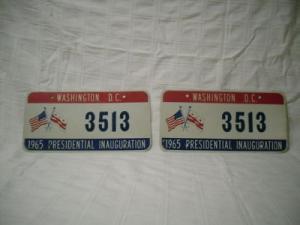 WASHINGTON D.C.
3513
1965 PRESIDENTIAL INAUGURATION
WASHINGTON D.C.
3513
1965 PRESIDENTIAL INAUGURATION